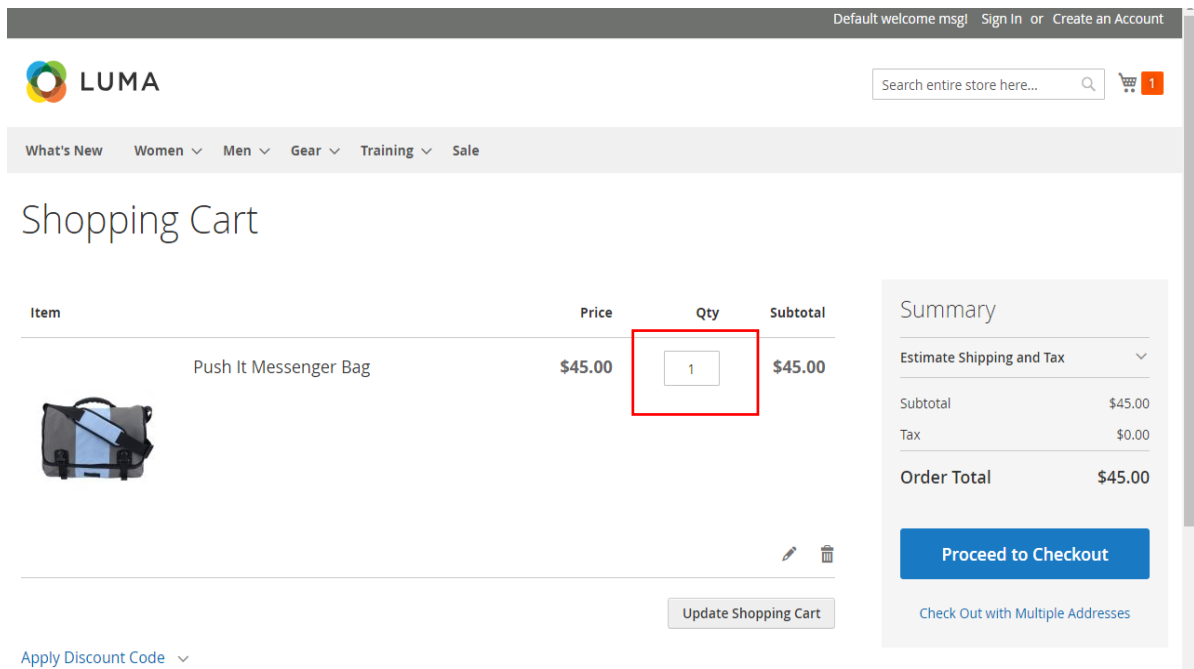 Default welcome msg! Sign In or Create an Account
LUMA
Search entire store here...
1
What's New Women Men Gear Training Sale
Shopping Cart
Item Price Qty Subtotal
Push It Messenger Bag $45.00 1 $45.00
Update Shopping Cart
Apply Discount Code
Summary
Estimate Shipping and Tax
Subtotal $45.00
Tax $0.00
Order Total $45.00
Proceed to Checkout
Check Out with Multiple Addresses